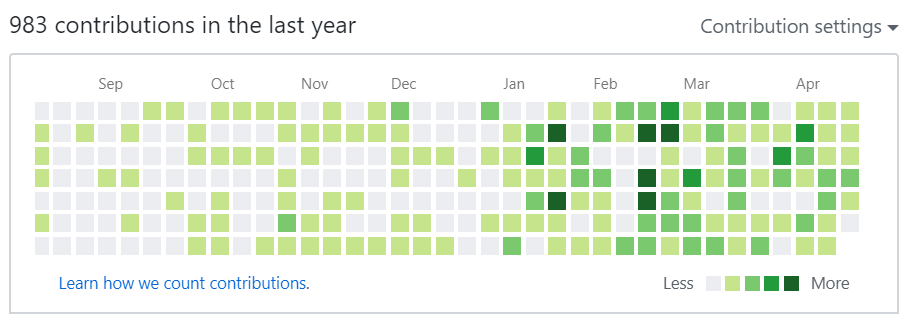 983 contributions in the last year
Contribution settings
Sep Oct Nov Dec Jan Feb Mar Apr
Learn how we count contributions.
Less More